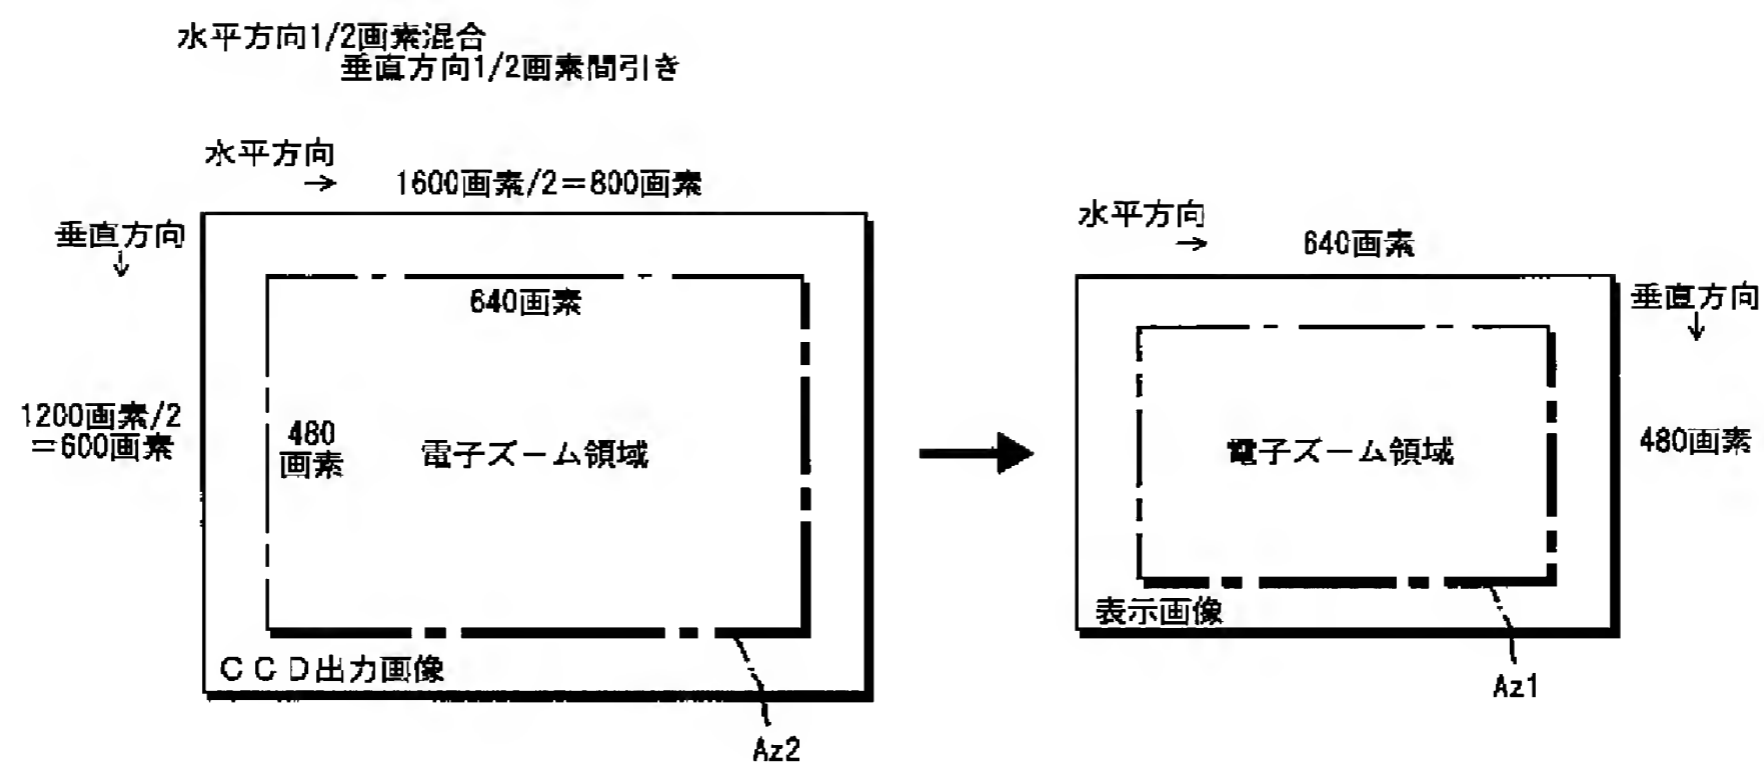 水平方向1/2画素混合
垂直方向1/2画素間引き
水平方向
→
1600画素/2=800画素
垂直方向
↓
640画素
1200画素/2
=600画素
480
画素
電子ズーム領域
CCD出力画像
Az2
水平方向
→
640画素
垂直方向
↓
電子ズーム領域
480画素
表示画像
Az1